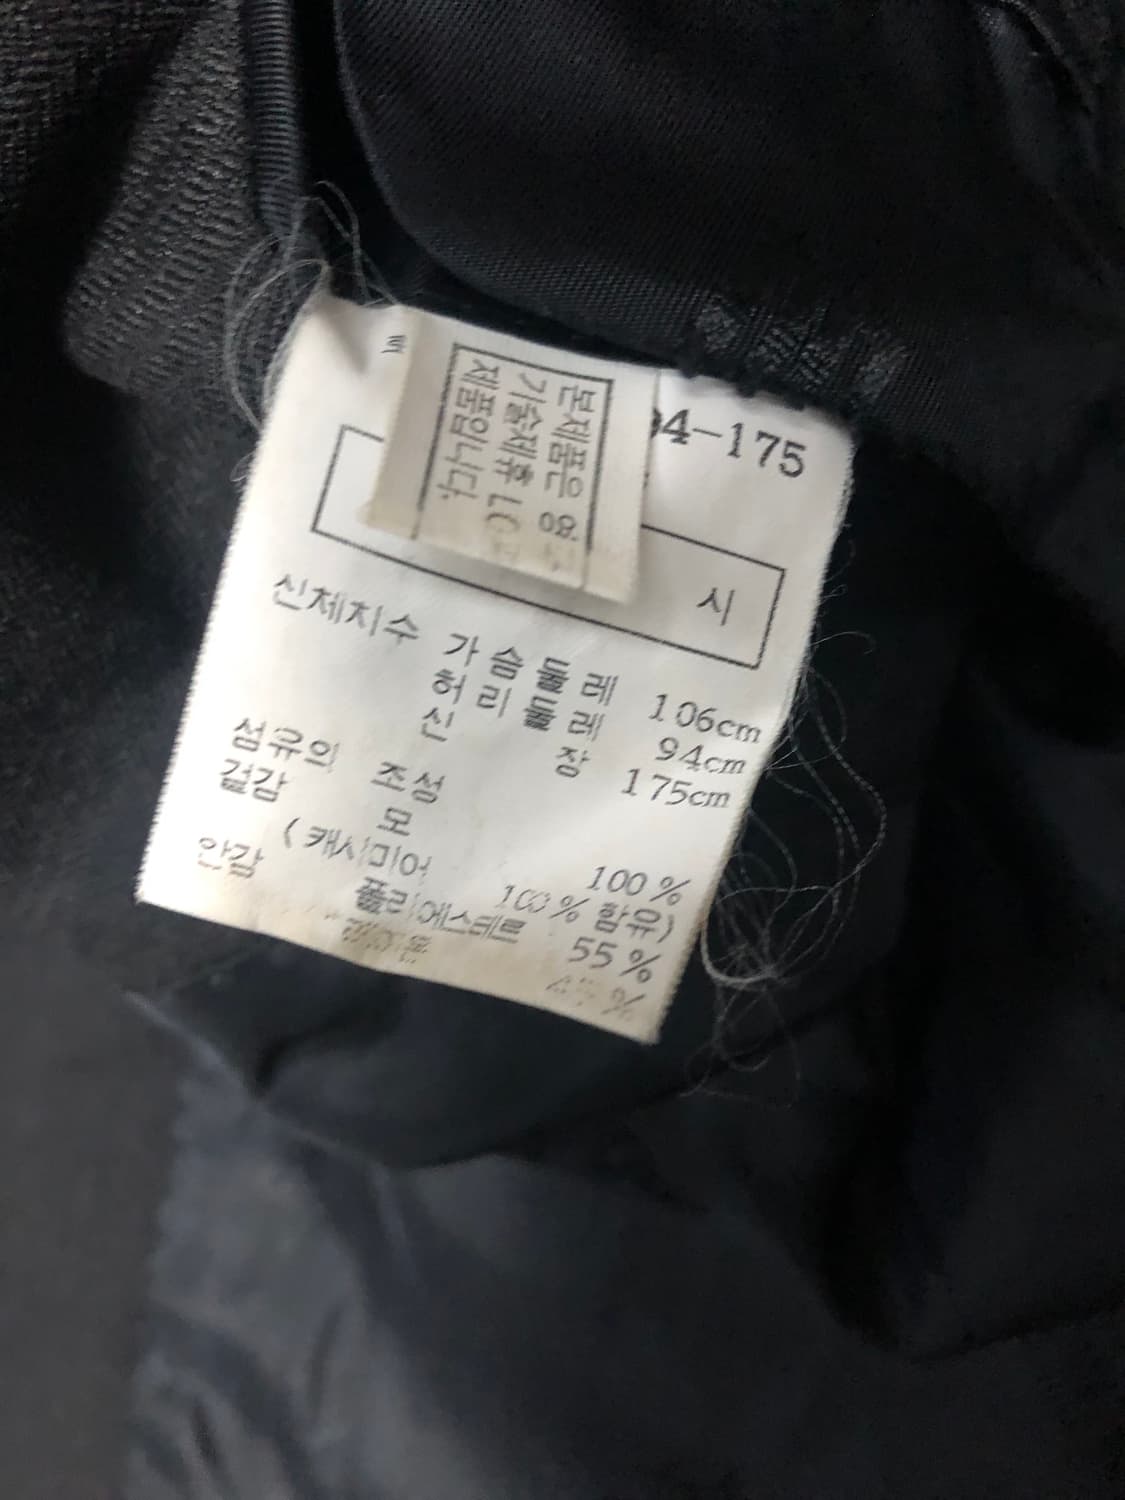 본제품은 영
기술제휴
제품입니다.
94-175
시
신체치수 가슴둘레 106cm
허리둘레 94cm
신장 175cm
섬유의 조성
겉감 모 100%
(캐시미어 100% 함유)
안감 폴리에스테르 55%